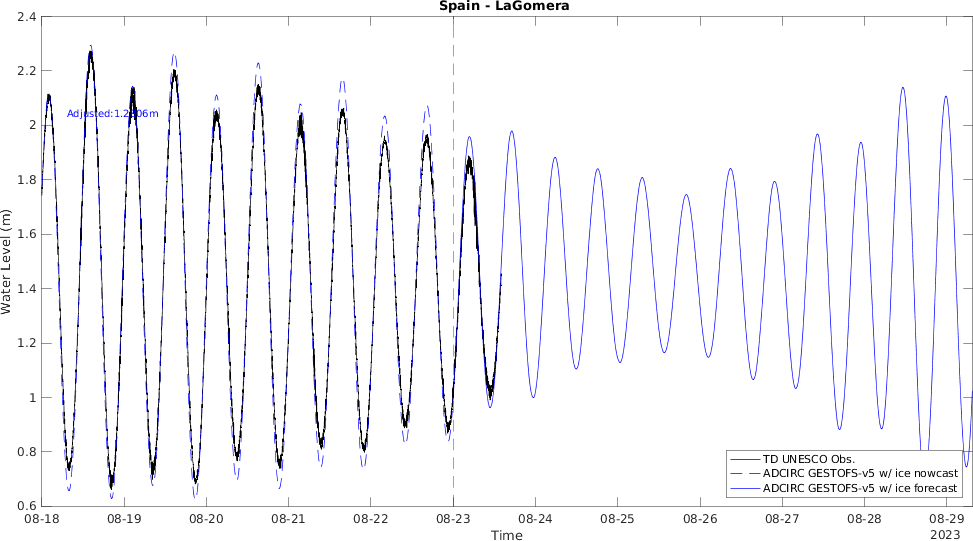 Spain - LaGomera
2.4
2.2
2
1.8
1.6
1.4
1.2
1
0.8
0.6
Water Level (m)
TD UNESCO Obs.
ADCIRC GESTOFS-v5 w/ ice nowcast
ADCIRC GESTOFS-v5 w/ ice forecast
08-18 08-19 08-20 08-21 08-22 08-23 08-24 08-25 08-26 08-27 08-28 08-29
2023
Time